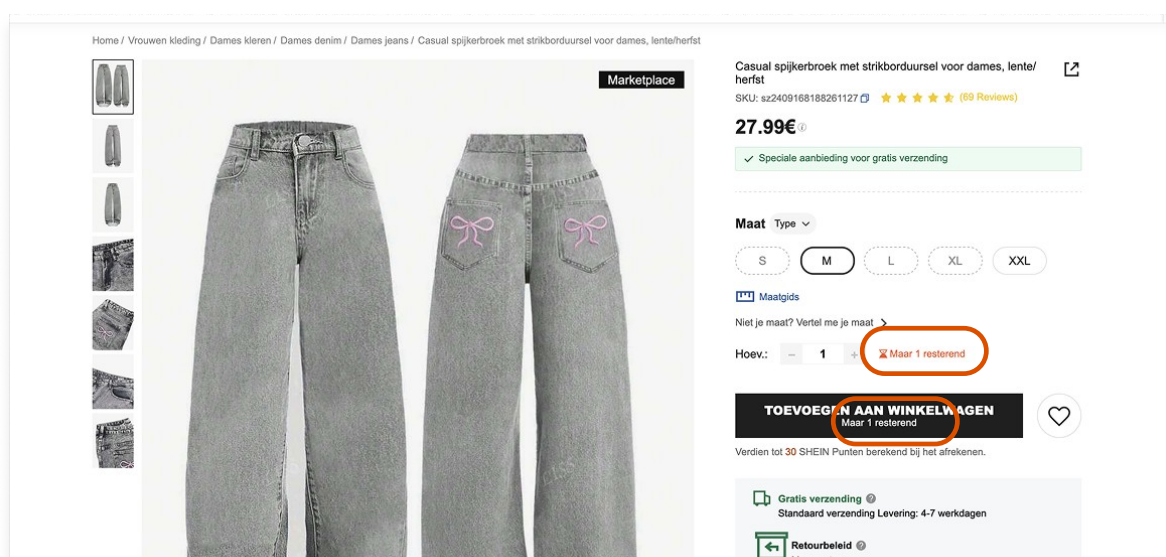 Home / Vrouwen kleding / Dames kleren / Dames denim / Dames jeans / Casual spijkerbroek met strikborduursel voor dames, lente/herfst
Marketplace
Casual spijkerbroek met strikborduursel voor dames, lente/
herfst
SKU: sz2409168188261127 (69 Reviews)
27.99€
Speciale aanbieding voor gratis verzending
Maat Type
S M L XL XXL
Maatgids
Niet je maat? Vertel me je maat
Hoev.: − 1 + Maar 1 resterend
TOEVOEGEN AAN WINKELWAGEN
Maar 1 resterend
Verdien tot 30 SHEIN Punten berekend bij het afrekenen.
Gratis verzending
Standaard verzending Levering: 4-7 werkdagen
Retourbeleid